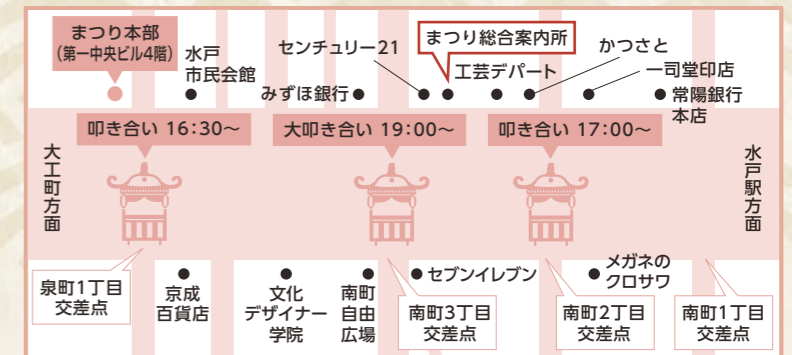 まつり本部
（第一中央ビル4階）
水戸
市民会館
センチュリー21
まつり総合案内所
かつさと
工芸デパート
一司堂印店
みずほ銀行
常陽銀行
本店
叩き合い 16:30〜
大叩き合い 19:00〜
叩き合い 17:00〜
大工町方面
水戸駅方面
泉町1丁目
交差点
京成
百貨店
文化
デザイナー
学院
南町
自由
広場
セブンイレブン
南町3丁目
交差点
メガネの
クロサワ
南町2丁目
交差点
南町1丁目
交差点